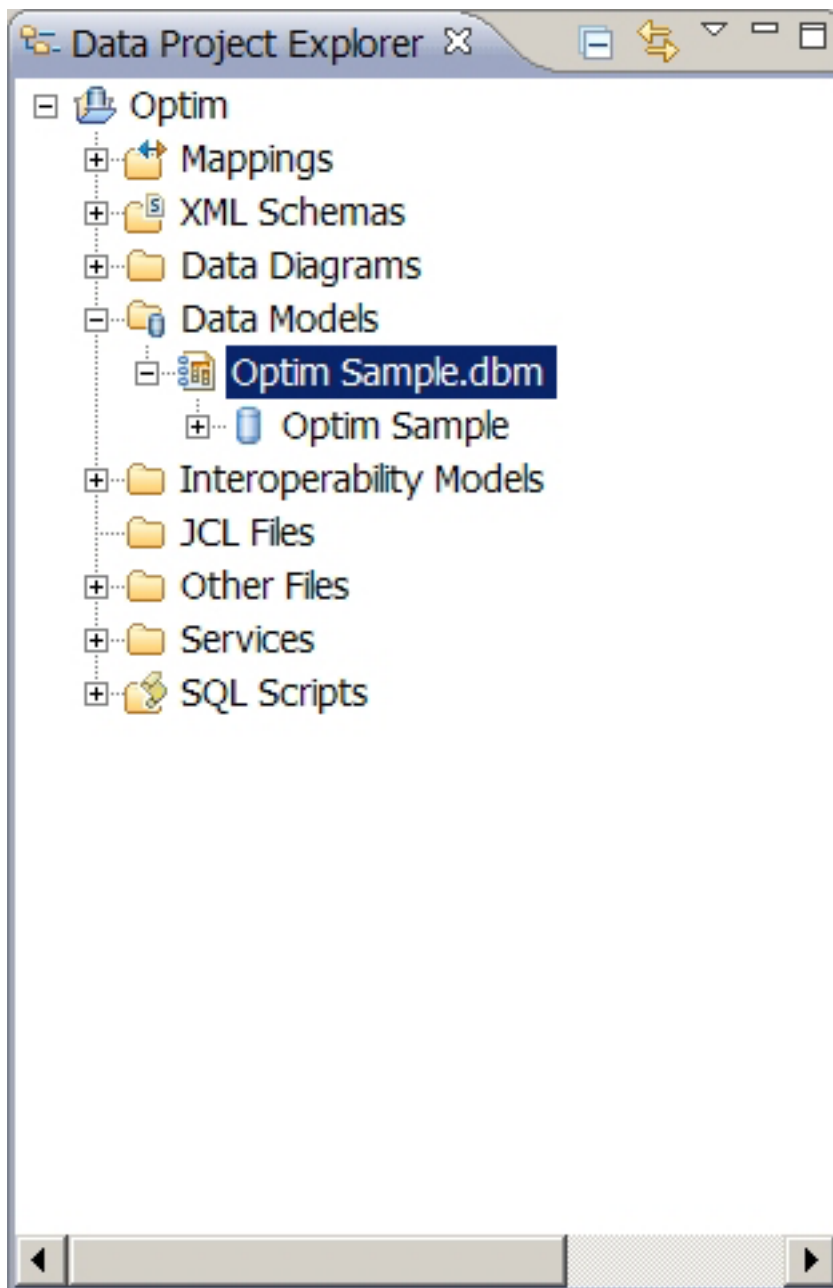 Data Project Explorer
Optim
Mappings
XML Schemas
Data Diagrams
Data Models
Optim Sample.dbm
Optim Sample
Interoperability Models
JCL Files
Other Files
Services
SQL Scripts